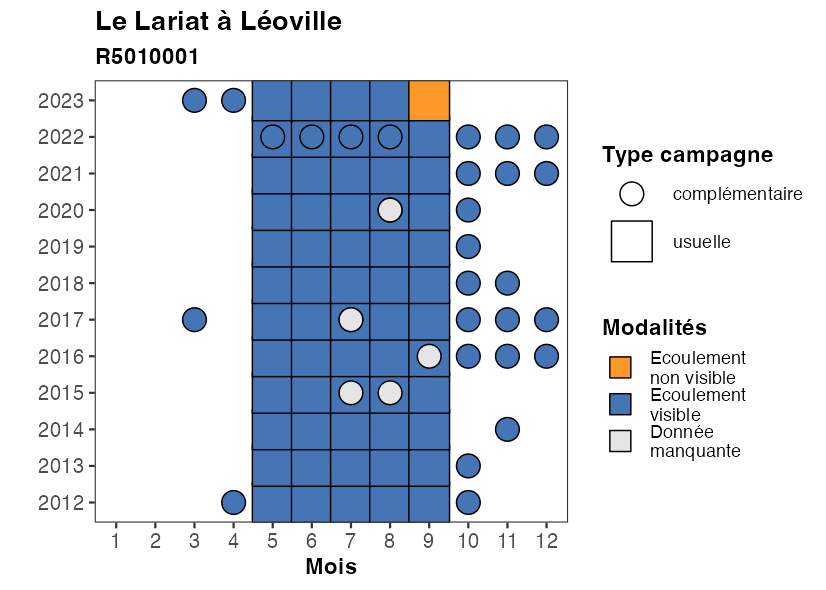 Le Lariat à Léoville
R5010001
2023
2022
2021
2020
2019
2018
2017
2016
2015
2014
2013
2012
1 2 3 4 5 6 7 8 9 10 11 12
Mois
Type campagne
complémentaire
usuelle
Modalités
Ecoulement
non visible
Ecoulement
visible
Donnée
manquante